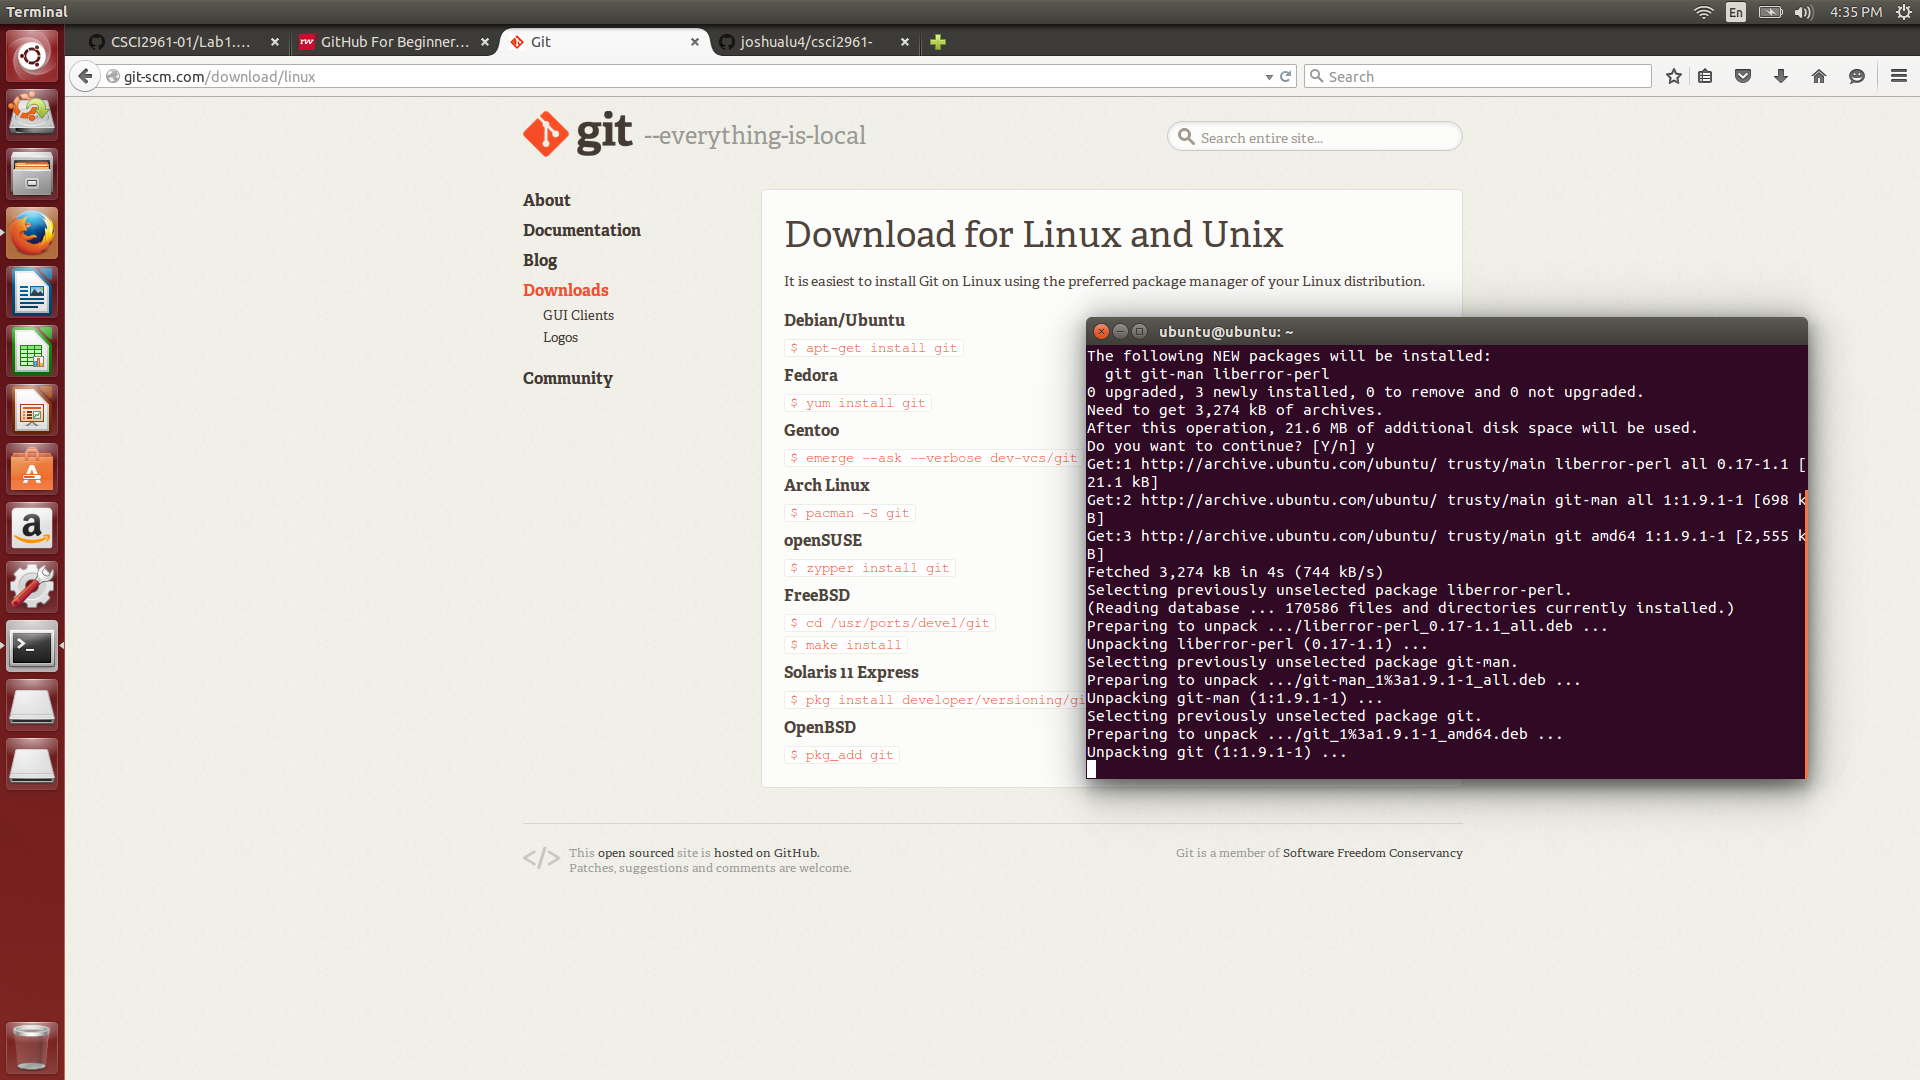 Terminal
En
4:35 PM
CSCI2961-01/Lab1....
GitHub For Beginner...
Git
joshualu4/csci2961-
git-scm.com/download/linux
Search
git --everything-is-local
Search entire site...
About
Documentation
Blog
Downloads
GUI Clients
Logos
Community
Download for Linux and Unix
It is easiest to install Git on Linux using the preferred package manager of your Linux distribution.
Debian/Ubuntu
$ apt-get install git
Fedora
$ yum install git
Gentoo
$ emerge --ask --verbose dev-vcs/git
Arch Linux
$ pacman -S git
openSUSE
$ zypper install git
FreeBSD
$ cd /usr/ports/devel/git
$ make install
Solaris 11 Express
$ pkg install developer/versioning/gi
OpenBSD
$ pkg_add git
ubuntu@ubuntu: ~
The following NEW packages will be installed:
  git git-man liberror-perl
0 upgraded, 3 newly installed, 0 to remove and 0 not upgraded.
Need to get 3,274 kB of archives.
After this operation, 21.6 MB of additional disk space will be used.
Do you want to continue? [Y/n] y
Get:1 http://archive.ubuntu.com/ubuntu/ trusty/main liberror-perl all 0.17-1.1 [
21.1 kB]
Get:2 http://archive.ubuntu.com/ubuntu/ trusty/main git-man all 1:1.9.1-1 [698 k
B]
Get:3 http://archive.ubuntu.com/ubuntu/ trusty/main git amd64 1:1.9.1-1 [2,555 k
B]
Fetched 3,274 kB in 4s (744 kB/s)
Selecting previously unselected package liberror-perl.
(Reading database ... 170586 files and directories currently installed.)
Preparing to unpack .../liberror-perl_0.17-1.1_all.deb ...
Unpacking liberror-perl (0.17-1.1) ...
Selecting previously unselected package git-man.
Preparing to unpack .../git-man_1%3a1.9.1-1_all.deb ...
Unpacking git-man (1:1.9.1-1) ...
Selecting previously unselected package git.
Preparing to unpack .../git_1%3a1.9.1-1_amd64.deb ...
Unpacking git (1:1.9.1-1) ...
</> This open sourced site is hosted on GitHub.
Patches, suggestions and comments are welcome.
Git is a member of Software Freedom Conservancy